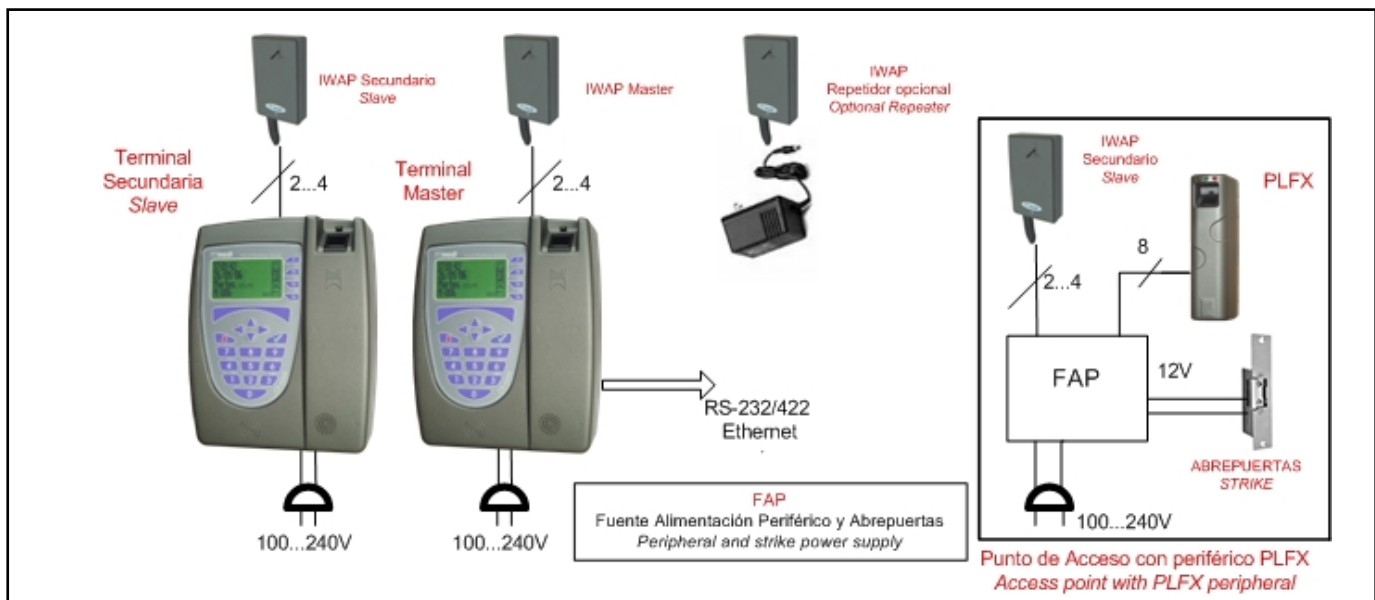 IWAP Secundario
Slave
Terminal
Secundaria
Slave
2...4
100...240V
IWAP Master
Terminal
Master
2...4
100...240V
RS-232/422
Ethernet
IWAP
Repetidor opcional
Optional Repeater
FAP
Fuente Alimentación Periférico y Abrepuertas
Peripheral and strike power supply
IWAP
Secundario
Slave
PLFX
8
2...4
FAP
12V
ABREPUERTAS
STRIKE
100...240V
Punto de Acceso con periférico PLFX
Access point with PLFX peripheral